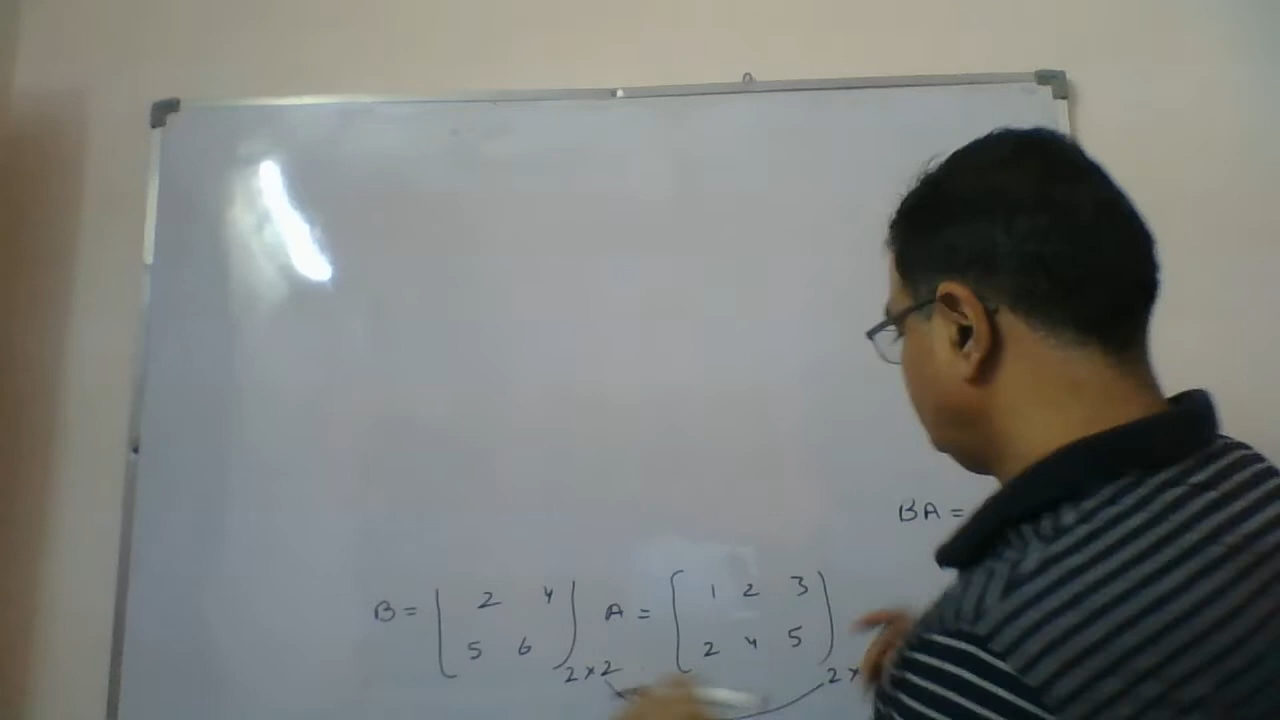 BA =
B = [ 2 4 A = [ 1 2 3
5 6 ] 2×2 2 4 5 ] 2×